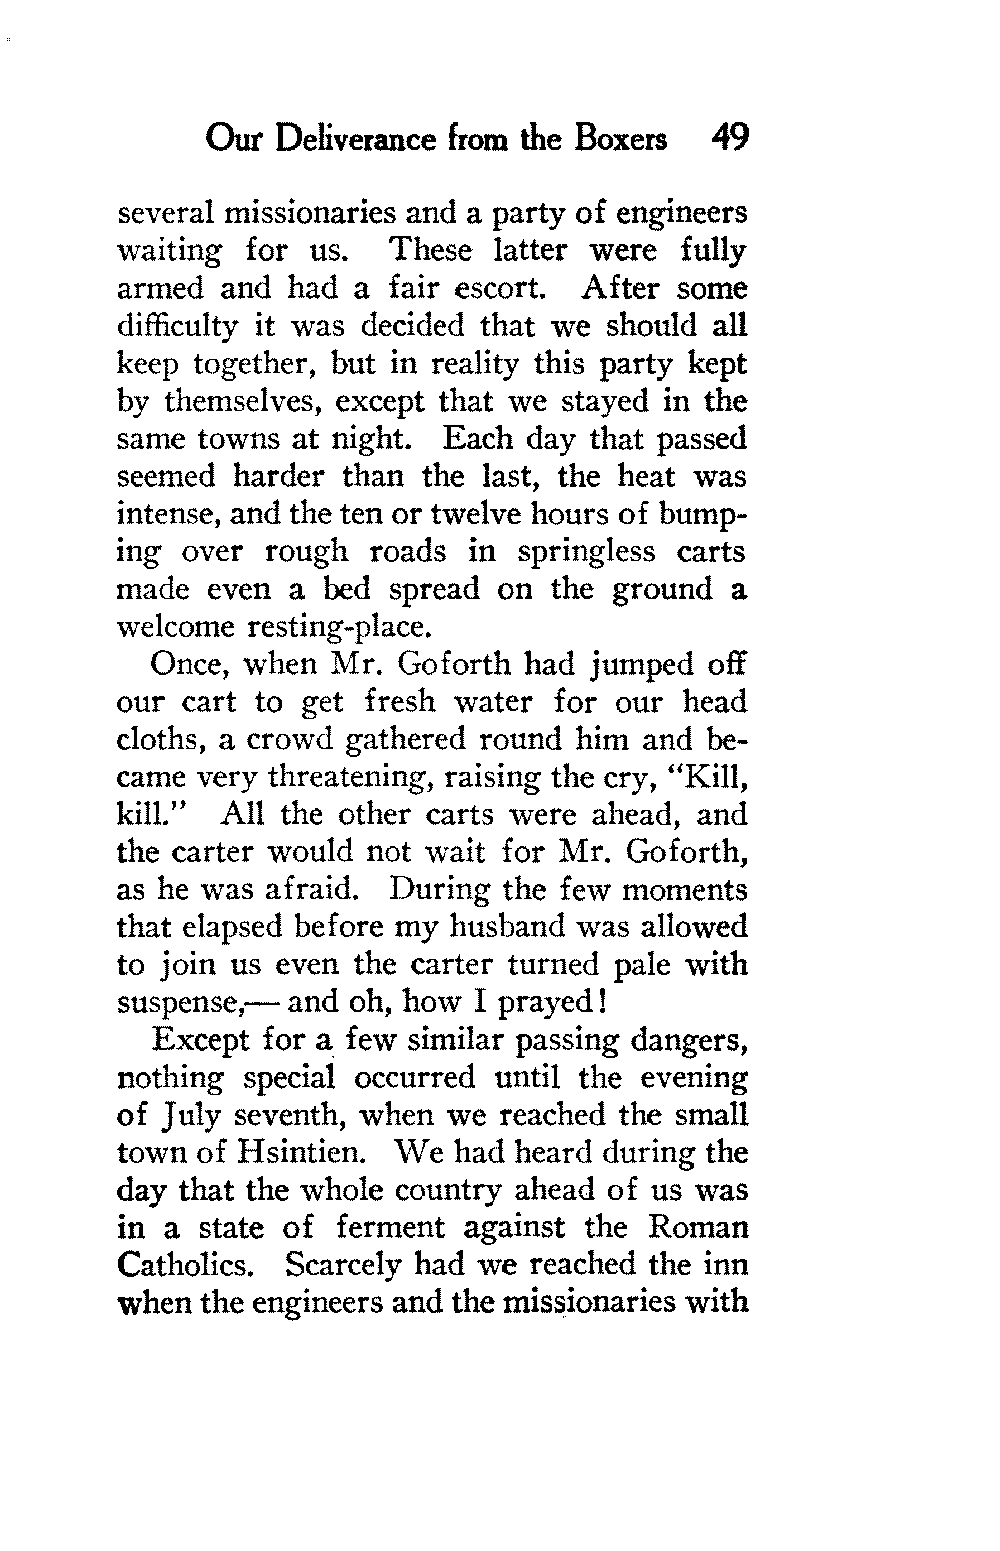 Our Deliverance from the Boxers 49
several missionaries and a party of engineers
waiting for us. These latter were fully
armed and had a fair escort. After some
difficulty it was decided that we should all
keep together, but in reality this party kept
by themselves, except that we stayed in the
same towns at night. Each day that passed
seemed harder than the last, the heat was
intense, and the ten or twelve hours of bump-
ing over rough roads in springless carts
made even a bed spread on the ground a
welcome resting-place.
Once, when Mr. Goforth had jumped off
our cart to get fresh water for our head
cloths, a crowd gathered round him and be-
came very threatening, raising the cry, “Kill,
kill.” All the other carts were ahead, and
the carter would not wait for Mr. Goforth,
as he was afraid. During the few moments
that elapsed before my husband was allowed
to join us even the carter turned pale with
suspense,— and oh, how I prayed!
Except for a few similar passing dangers,
nothing special occurred until the evening
of July seventh, when we reached the small
town of Hsintien. We had heard during the
day that the whole country ahead of us was
in a state of ferment against the Roman
Catholics. Scarcely had we reached the inn
when the engineers and the missionaries with